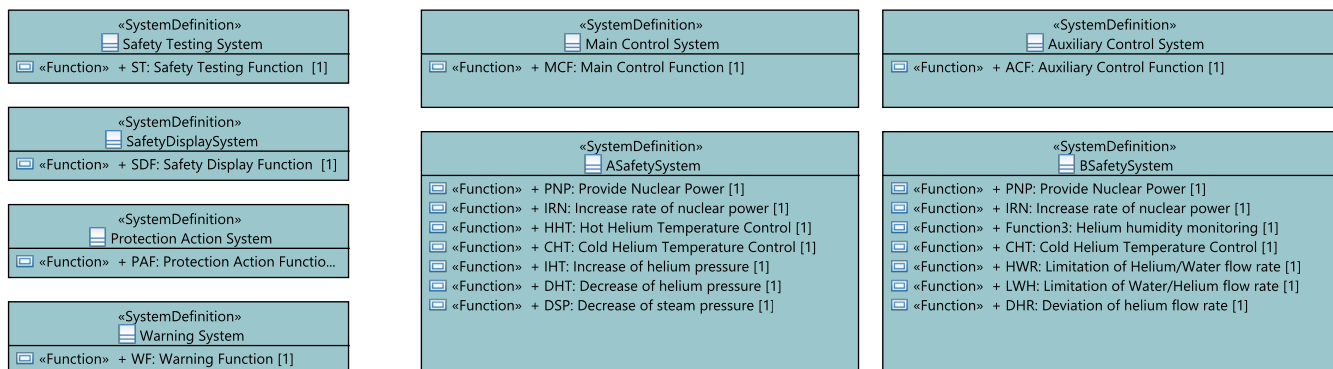 «SystemDefinition»
Safety Testing System
«Function» + ST: Safety Testing Function [1]
«SystemDefinition»
SafetyDisplaySystem
«Function» + SDF: Safety Display Function [1]
«SystemDefinition»
Protection Action System
«Function» + PAF: Protection Action Functio...
«SystemDefinition»
Warning System
«Function» + WF: Warning Function [1]
«SystemDefinition»
Main Control System
«Function» + MCF: Main Control Function [1]
«SystemDefinition»
Auxiliary Control System
«Function» + ACF: Auxiliary Control Function [1]
«SystemDefinition»
ASafetySystem
«Function» + PNP: Provide Nuclear Power [1]
«Function» + IRN: Increase rate of nuclear power [1]
«Function» + HHT: Hot Helium Temperature Control [1]
«Function» + CHT: Cold Helium Temperature Control [1]
«Function» + IHT: Increase of helium pressure [1]
«Function» + DHT: Decrease of helium pressure [1]
«Function» + DSP: Decrease of steam pressure [1]
«SystemDefinition»
BSafetySystem
«Function» + PNP: Provide Nuclear Power [1]
«Function» + IRN: Increase rate of nuclear power [1]
«Function» + Function3: Helium humidity monitoring [1]
«Function» + CHT: Cold Helium Temperature Control [1]
«Function» + HWR: Limitation of Helium/Water flow rate [1]
«Function» + LWH: Limitation of Water/Helium flow rate [1]
«Function» + DHR: Deviation of helium flow rate [1]